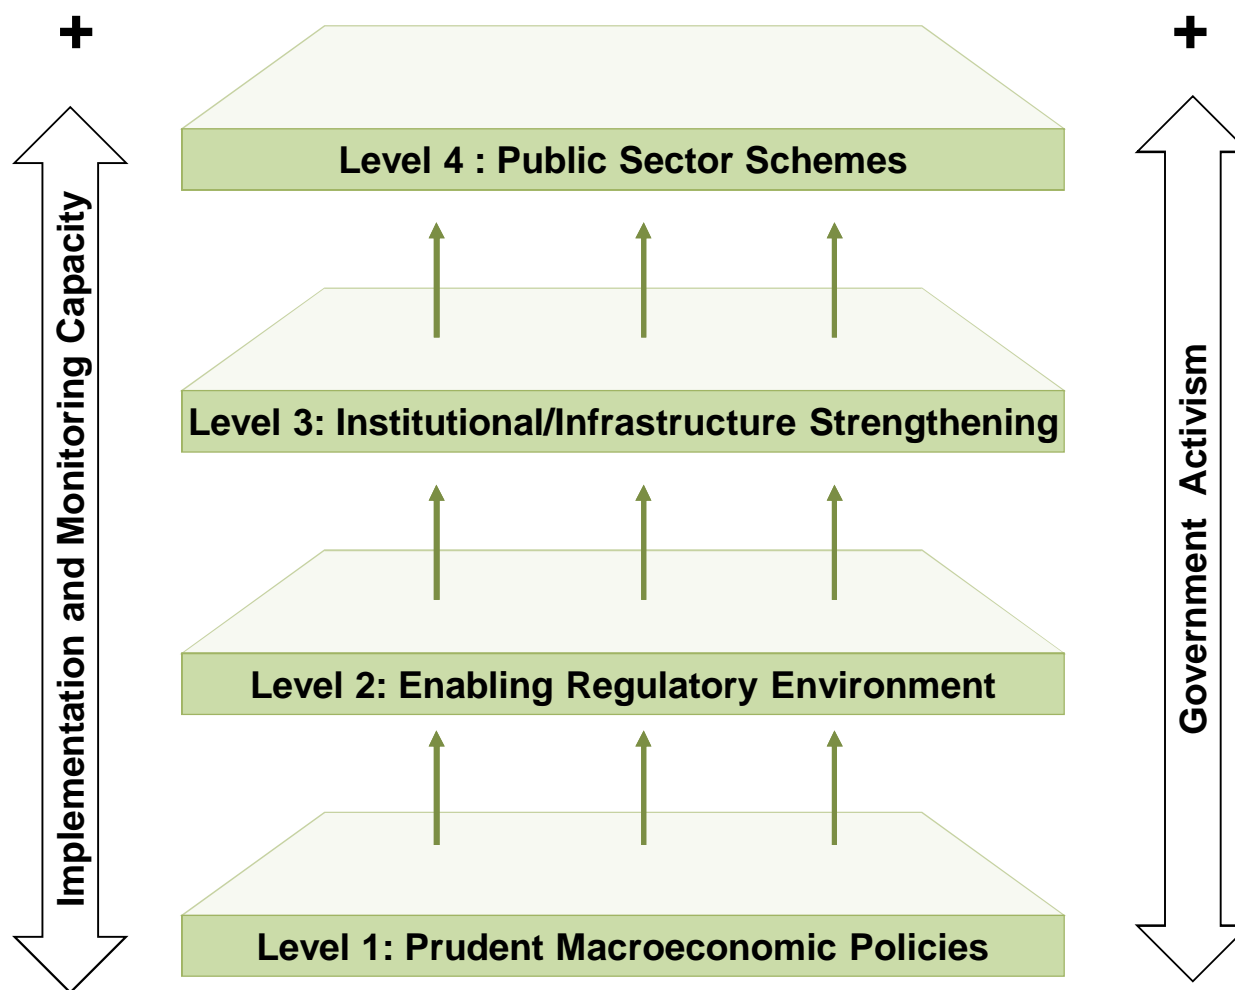 +
+
Level 4 : Public Sector Schemes
Level 3: Institutional/Infrastructure Strengthening
Level 2: Enabling Regulatory Environment
Level 1: Prudent Macroeconomic Policies
Implementation and Monitoring Capacity
Government Activism